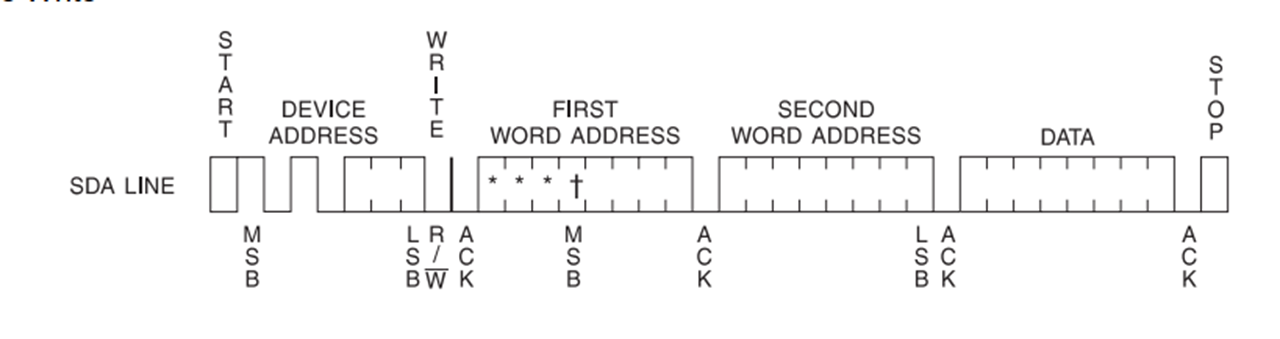 START
WRITE
STOP
DEVICE
ADDRESS
FIRST
WORD ADDRESS
SECOND
WORD ADDRESS
DATA
SDA LINE
* * * †
MSB
LSB
R/W̅
ACK
MSB
ACK
LSB
ACK
ACK